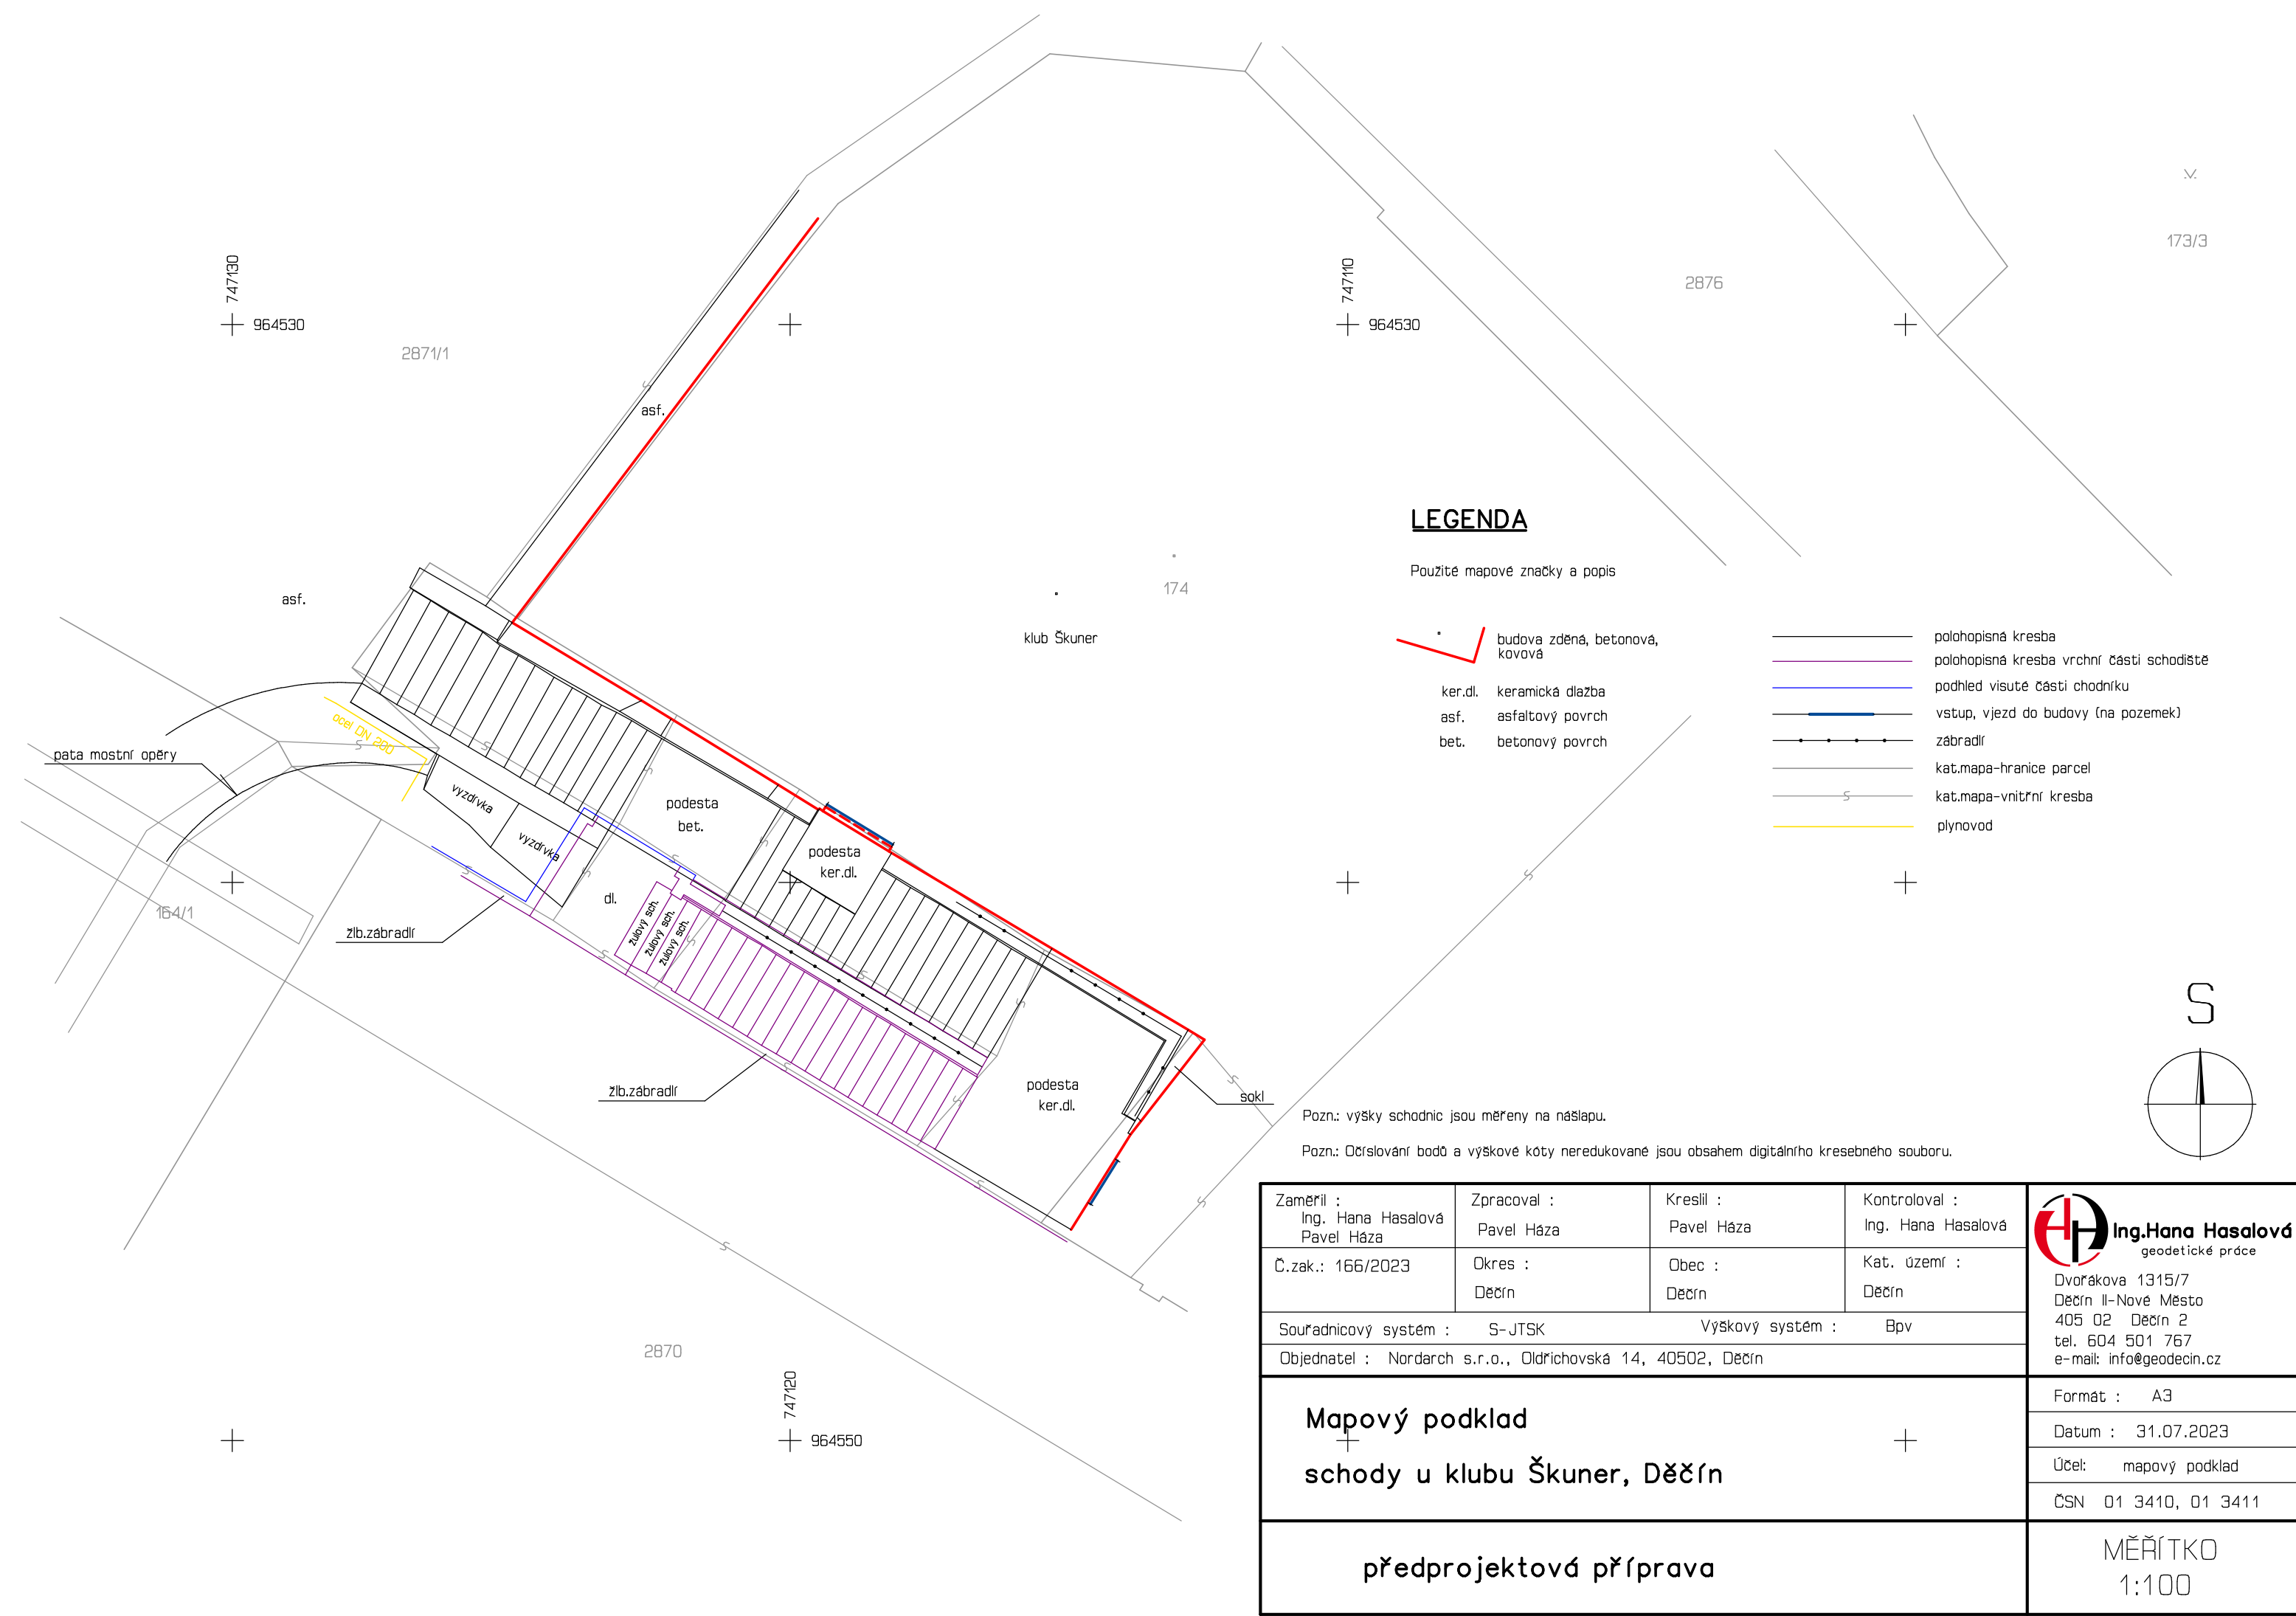 747130
964530
747110
964530
2871/1
2876
173/3
asf.
asf.
174
klub Škuner
LEGENDA
Použité mapové značky a popis
budova zděná, betonová,
kovová
ker.dl. keramická dlažba
asf. asfaltový povrch
bet. betonový povrch
polohopisná kresba
polohopisná kresba vrchní části schodiště
podhled visuté části chodníku
vstup, vjezd do budovy (na pozemek)
zábradlí
kat.mapa-hranice parcel
s kat.mapa-vnitřní kresba
plynovod
ocel DN 200
pata mostní opěry
vyzdívka
vyzdívka
podesta
bet.
podesta
ker.dl.
dl.
žulový sch.
žulový sch.
žulový sch.
164/1
žlb.zábradlí
žlb.zábradlí
podesta
ker.dl.
sokl
S
Pozn.: výšky schodnic jsou měřeny na nášlapu.
Pozn.: Očíslování bodů a výškové kóty neredukované jsou obsahem digitálního kresebného souboru.
2870
747120
964550
Zaměřil :
Ing. Hana Hasalová
Pavel Háza
Zpracoval :
Pavel Háza
Kreslil :
Pavel Háza
Kontroloval :
Ing. Hana Hasalová
Č.zak.: 166/2023
Okres :
Děčín
Obec :
Děčín
Kat. území :
Děčín
Souřadnicový systém : S-JTSK
Výškový systém : Bpv
Objednatel : Nordarch s.r.o., Oldřichovská 14, 40502, Děčín
Ing.Hana Hasalová
geodetické práce
Dvořákova 1315/7
Děčín II-Nové Město
405 02 Děčín 2
tel. 604 501 767
e-mail: info@geodecin.cz
Mapový podklad
schody u klubu Škuner, Děčín
předprojektová příprava
Formát : A3
Datum : 31.07.2023
Účel: mapový podklad
ČSN 01 3410, 01 3411
MĚŘÍTKO
1:100